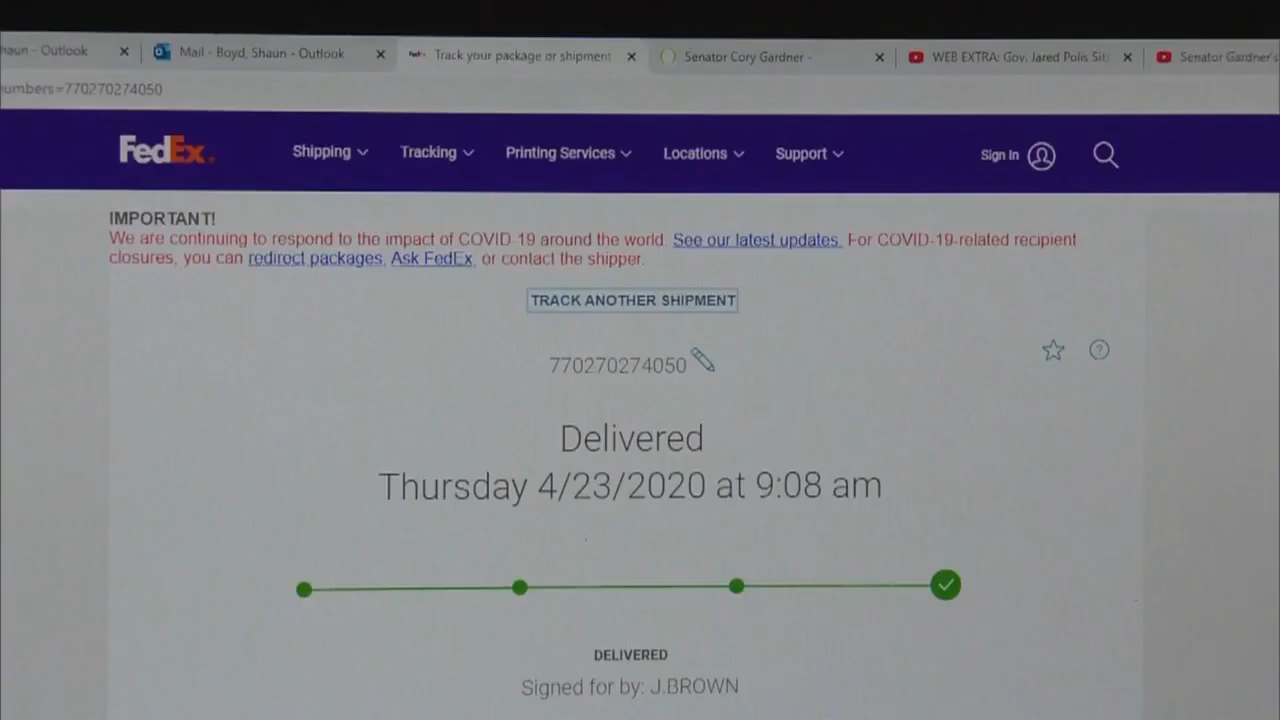 haun - Outlook
Mail - Boyd, Shaun - Outlook
FedEx
Track your package or shipment
Senator Cory Gardner -
WEB EXTRA: Gov. Jared Polis Sit
Senator Gardner's
umbers=770270274050
FedEx.
Shipping
Tracking
Printing Services
Locations
Support
Sign In
IMPORTANT!
We are continuing to respond to the impact of COVID-19 around the world. See our latest updates. For COVID-19-related recipient
closures, you can redirect packages, Ask FedEx, or contact the shipper.
TRACK ANOTHER SHIPMENT
770270274050
?
Delivered
Thursday 4/23/2020 at 9:08 am
DELIVERED
Signed for by: J.BROWN